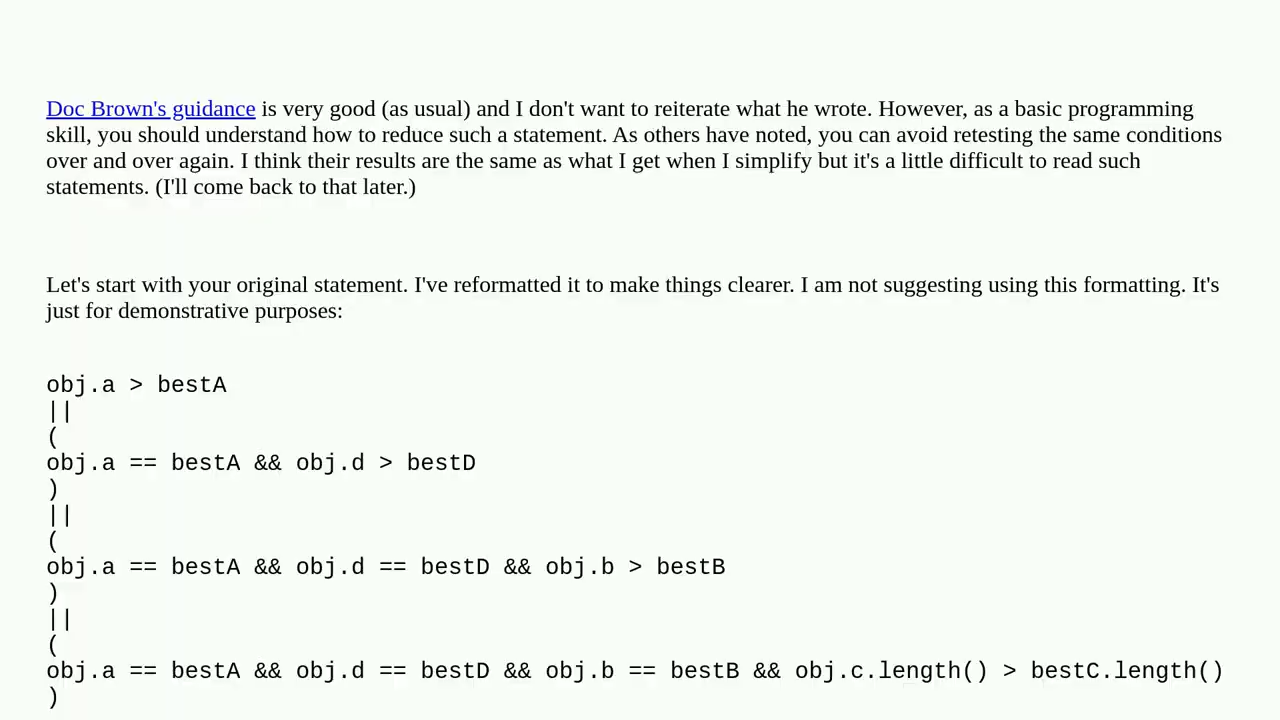 Doc Brown's guidance is very good (as usual) and I don't want to reiterate what he wrote. However, as a basic programming
skill, you should understand how to reduce such a statement. As others have noted, you can avoid retesting the same conditions
over and over again. I think their results are the same as what I get when I simplify but it's a little difficult to read such
statements. (I'll come back to that later.)
Let's start with your original statement. I've reformatted it to make things clearer. I am not suggesting using this formatting. It's
just for demonstrative purposes:
obj.a > bestA
||
(
obj.a == bestA && obj.d > bestD
)
||
(
obj.a == bestA && obj.d == bestD && obj.b > bestB
)
||
(
obj.a == bestA && obj.d == bestD && obj.b == bestB && obj.c.length() > bestC.length()
)